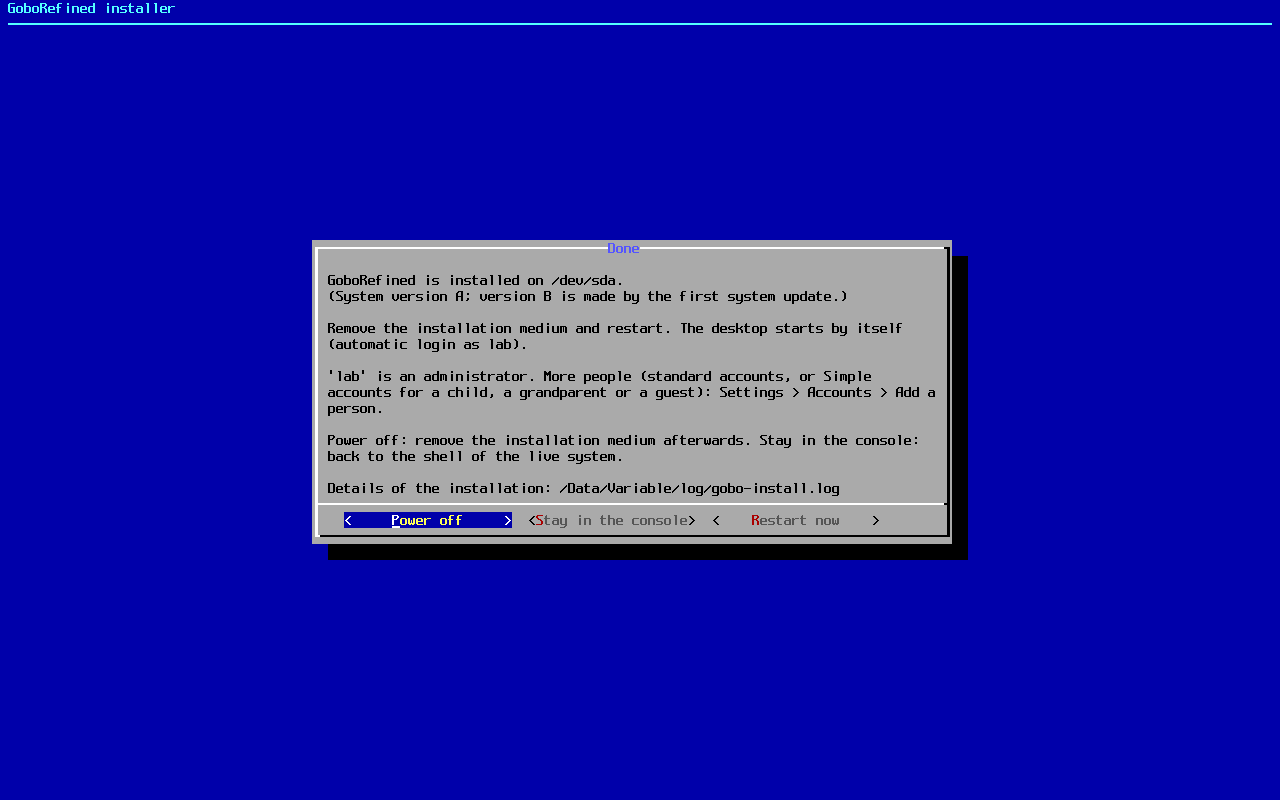 GoboRefined installer
Done
GoboRefined is installed on /dev/sda.
(System version A; version B is made by the first system update.)
Remove the installation medium and restart. The desktop starts by itself
(automatic login as lab).
'lab' is an administrator. More people (standard accounts, or Simple
accounts for a child, a grandparent or a guest): Settings > Accounts > Add a
person.
Power off: remove the installation medium afterwards. Stay in the console:
back to the shell of the live system.
Details of the installation: /Data/Variable/log/gobo-install.log
< Power off > <Stay in the console> < Restart now >